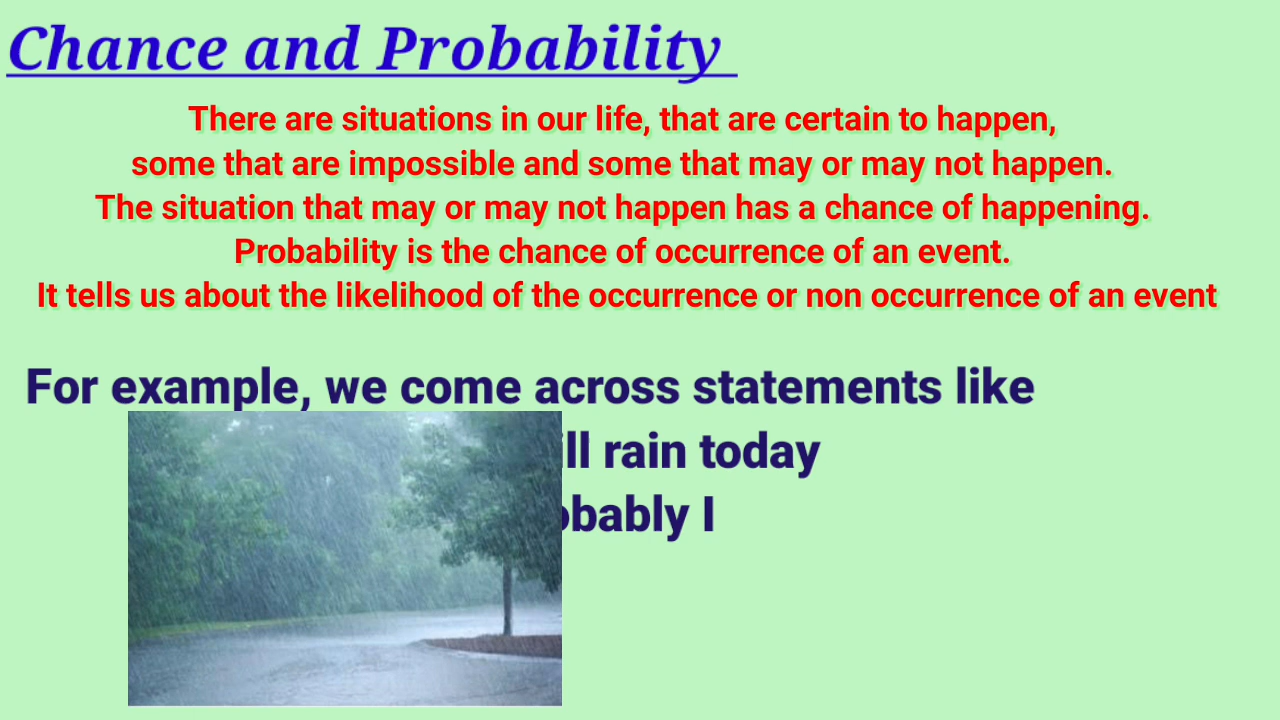 Chance and Probability
There are situations in our life, that are certain to happen,
some that are impossible and some that may or may not happen.
The situation that may or may not happen has a chance of happening.
Probability is the chance of occurrence of an event.
It tells us about the likelihood of the occurrence or non occurrence of an event
For example, we come across statements like
rain today
I